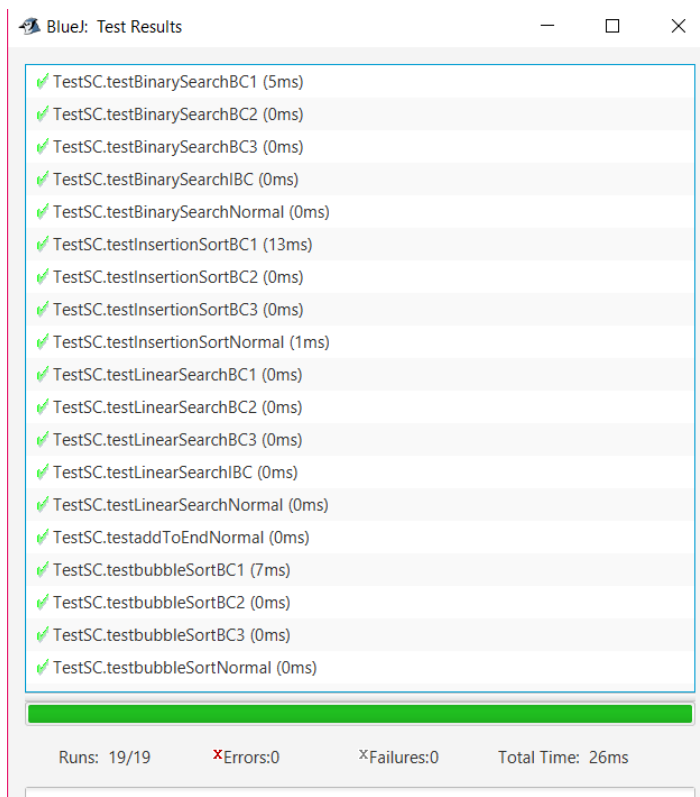 BlueJ: Test Results
TestSC.testBinarySearchBC1 (5ms)
TestSC.testBinarySearchBC2 (0ms)
TestSC.testBinarySearchBC3 (0ms)
TestSC.testBinarySearchIBC (0ms)
TestSC.testBinarySearchNormal (0ms)
TestSC.testInsertionSortBC1 (13ms)
TestSC.testInsertionSortBC2 (0ms)
TestSC.testInsertionSortBC3 (0ms)
TestSC.testInsertionSortNormal (1ms)
TestSC.testLinearSearchBC1 (0ms)
TestSC.testLinearSearchBC2 (0ms)
TestSC.testLinearSearchBC3 (0ms)
TestSC.testLinearSearchIBC (0ms)
TestSC.testLinearSearchNormal (0ms)
TestSC.testaddToEndNormal (0ms)
TestSC.testbubbleSortBC1 (7ms)
TestSC.testbubbleSortBC2 (0ms)
TestSC.testbubbleSortBC3 (0ms)
TestSC.testbubbleSortNormal (0ms)
Runs: 19/19 xErrors:0 xFailures:0 Total Time: 26ms